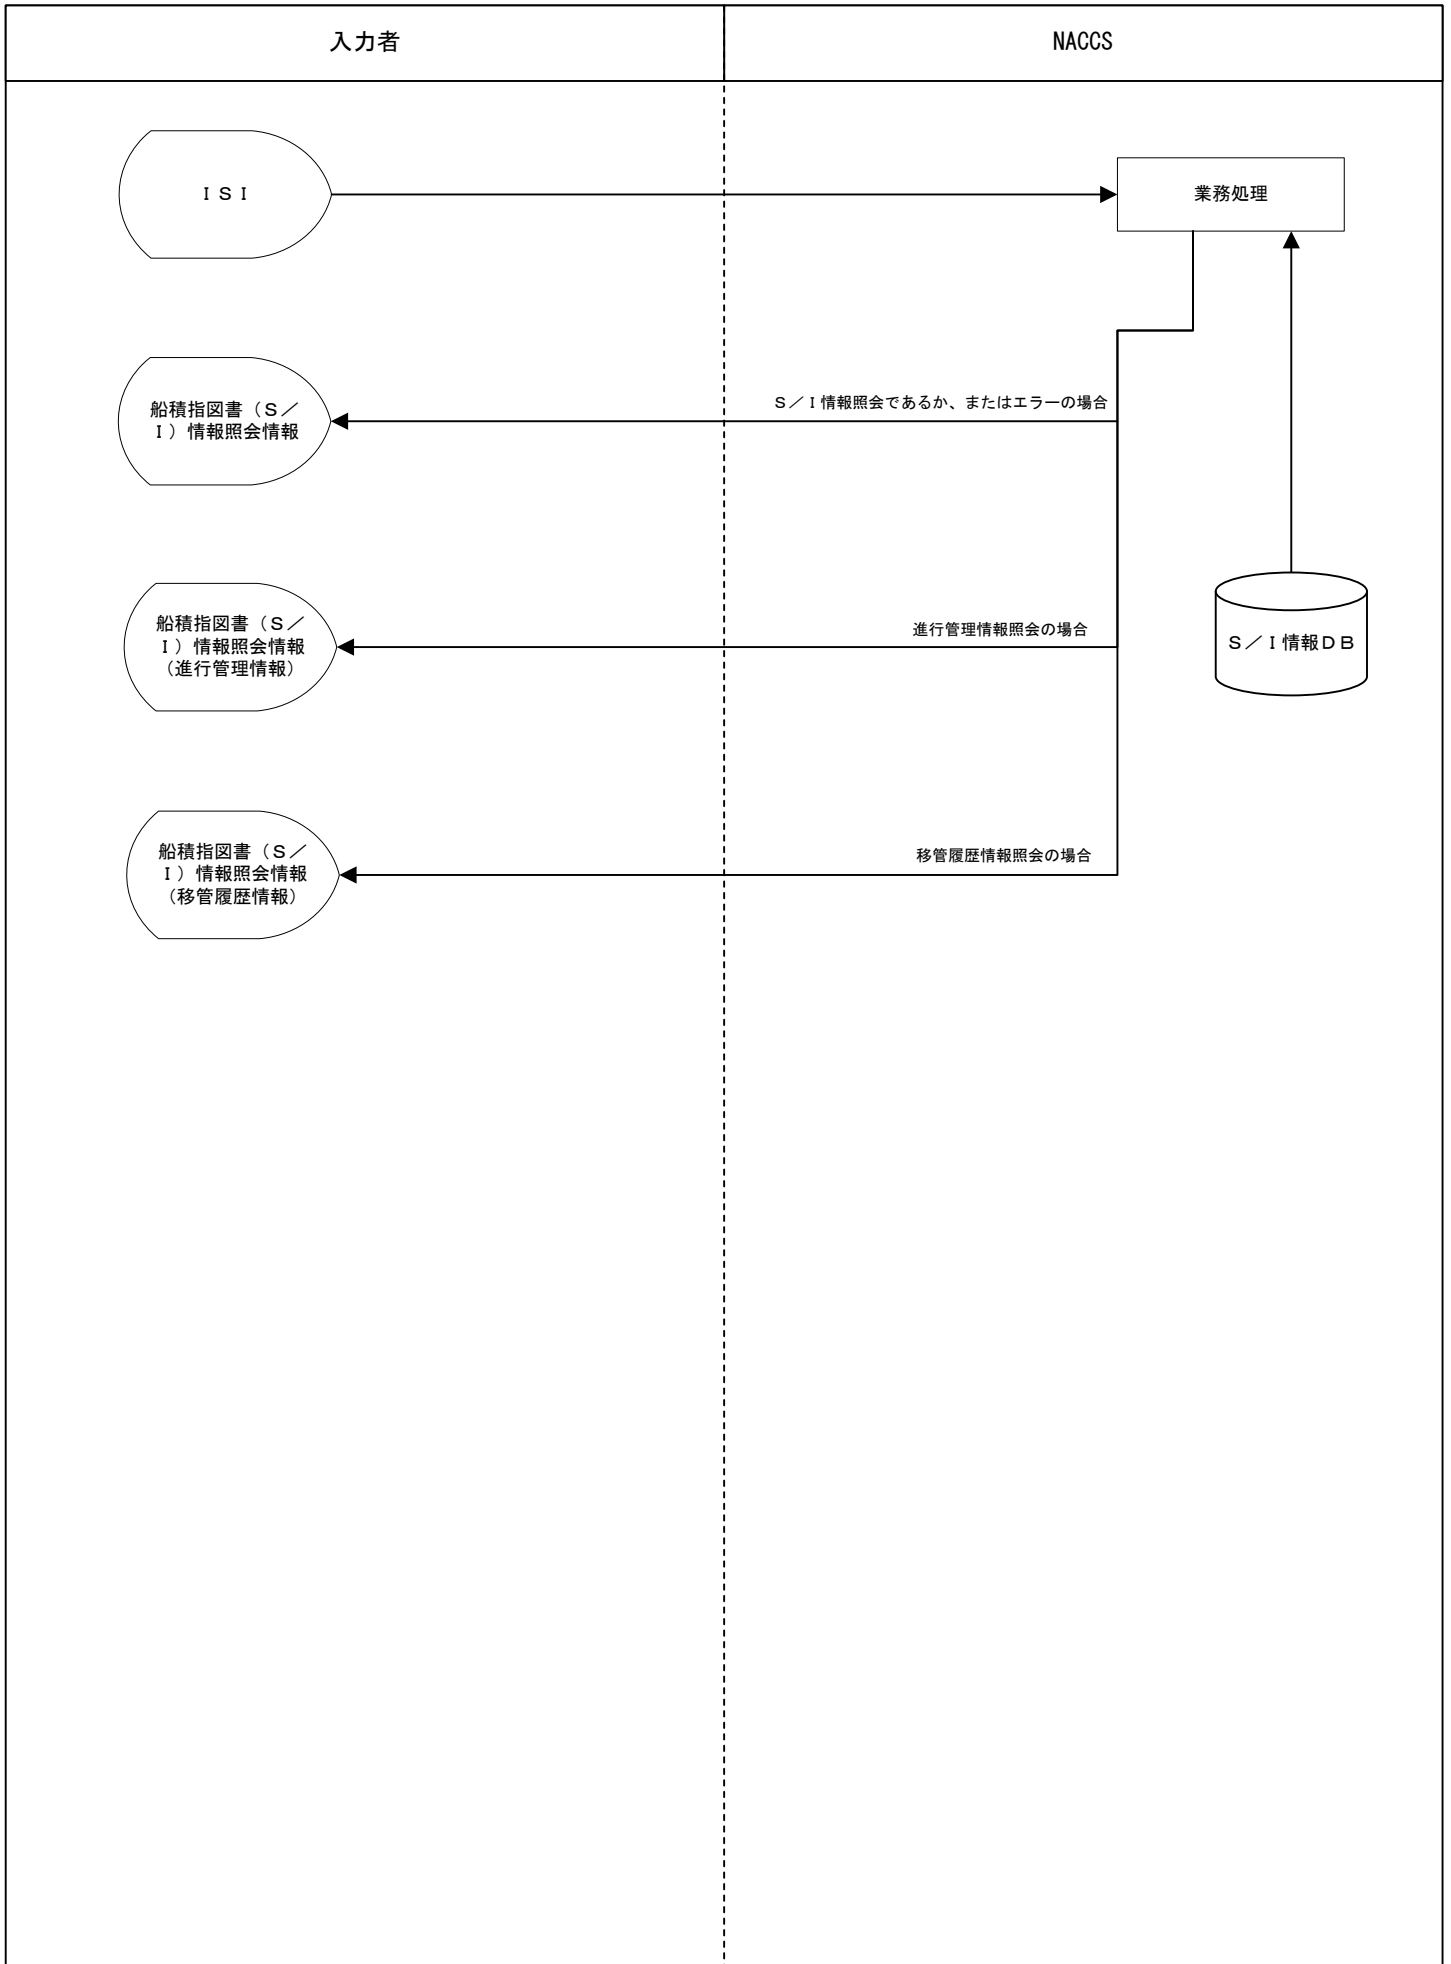 入力者
NACCS
ＩＳＩ
業務処理
船積指図書（Ｓ／
Ｉ）情報照会情報
Ｓ／Ｉ情報照会であるか、またはエラーの場合
船積指図書（Ｓ／
Ｉ）情報照会情報
（進行管理情報）
進行管理情報照会の場合
Ｓ／Ｉ情報ＤＢ
船積指図書（Ｓ／
Ｉ）情報照会情報
（移管履歴情報）
移管履歴情報照会の場合